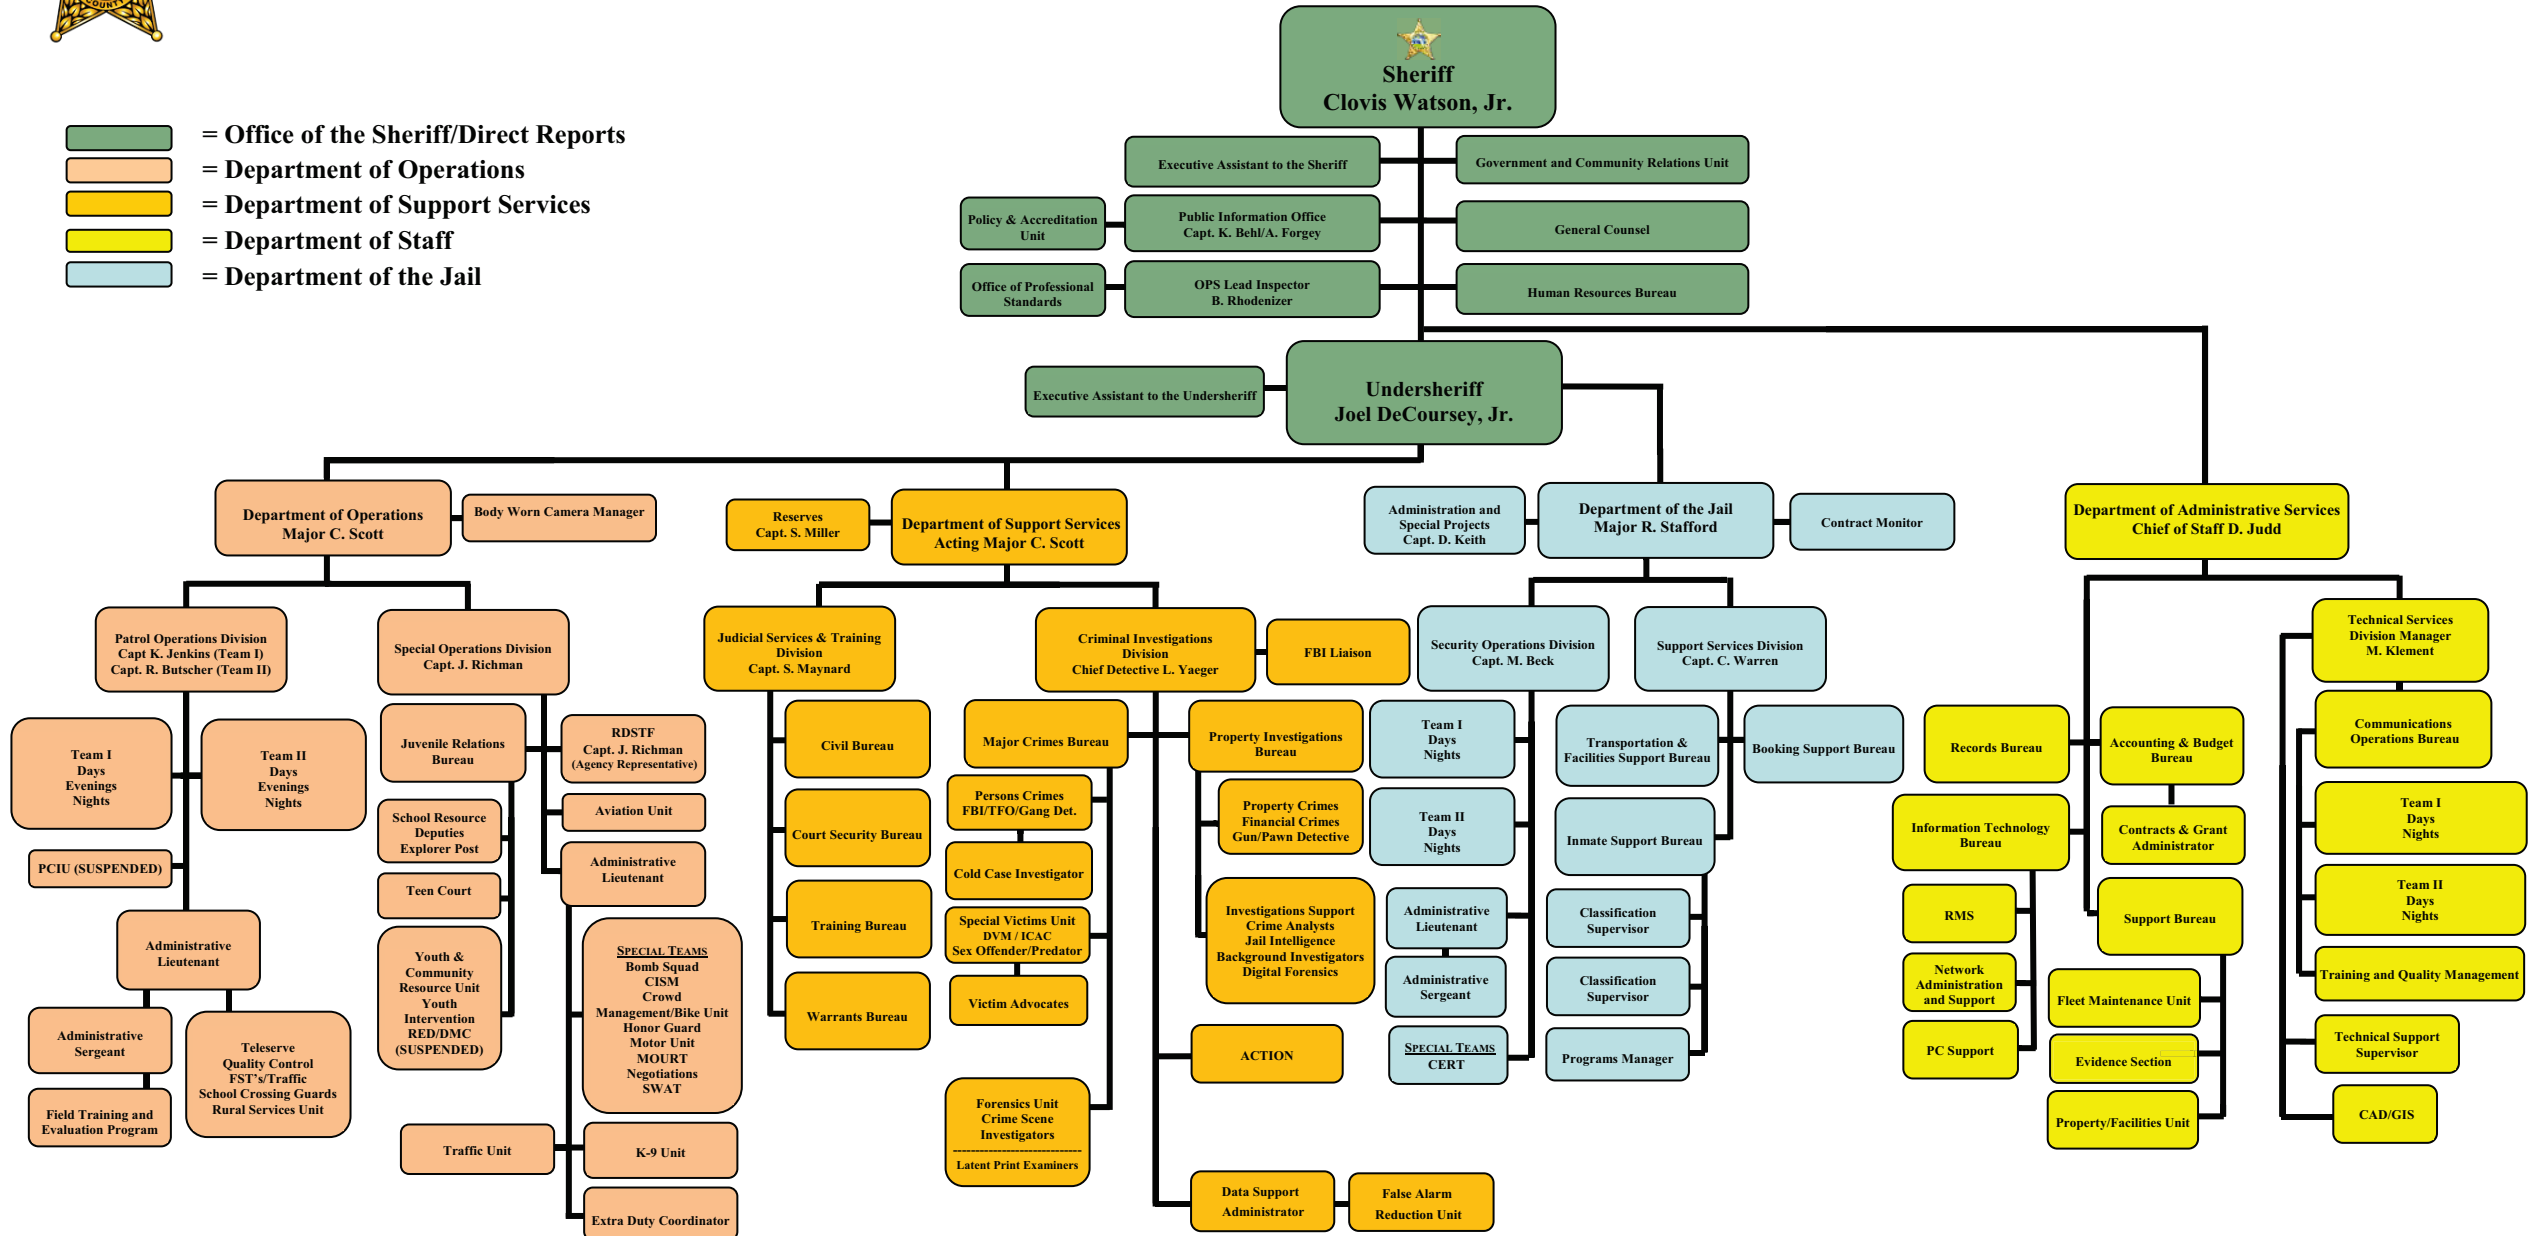 COUNTY
Sheriff
Clovis Watson, Jr.
= Office of the Sheriff/Direct Reports
= Department of Operations
= Department of Support Services
= Department of Staff
= Department of the Jail
Executive Assistant to the Sheriff
Government and Community Relations Unit
Policy & Accreditation
Unit
Public Information Office
Capt. K. Behl/A. Forgey
General Counsel
Office of Professional
Standards
OPS Lead Inspector
B. Rhodenizer
Human Resources Bureau
Executive Assistant to the Undersheriff
Undersheriff
Joel DeCoursey, Jr.
Department of Operations
Major C. Scott
Body Worn Camera Manager
Reserves
Capt. S. Miller
Department of Support Services
Acting Major C. Scott
Administration and
Special Projects
Capt. D. Keith
Department of the Jail
Major R. Stafford
Contract Monitor
Department of Administrative Services
Chief of Staff D. Judd
Patrol Operations Division
Capt K. Jenkins (Team I)
Capt. R. Butscher (Team II)
Special Operations Division
Capt. J. Richman
Judicial Services & Training
Division
Capt. S. Maynard
Criminal Investigations
Division
Chief Detective L. Yaeger
FBI Liaison
Security Operations Division
Capt. M. Beck
Support Services Division
Capt. C. Warren
Technical Services
Division Manager
M. Klement
Team I
Days
Evenings
Nights
Team II
Days
Evenings
Nights
PCIU (SUSPENDED)
Administrative
Lieutenant
Administrative
Sergeant
Field Training and
Evaluation Program
Teleserve
Quality Control
FST's/Traffic
School Crossing Guards
Rural Services Unit
Juvenile Relations
Bureau
School Resource
Deputies
Explorer Post
Teen Court
Youth &
Community
Resource Unit
Youth
Intervention
RED/DMC
(SUSPENDED)
RDSTF
Capt. J. Richman
(Agency Representative)
Aviation Unit
Administrative
Lieutenant
SPECIAL TEAMS
Bomb Squad
CISM
Crowd
Management/Bike Unit
Honor Guard
Motor Unit
MOURT
Negotiations
SWAT
Traffic Unit
K-9 Unit
Extra Duty Coordinator
Civil Bureau
Court Security Bureau
Training Bureau
Warrants Bureau
Major Crimes Bureau
Persons Crimes
FBI/TFO/Gang Det.
Cold Case Investigator
Special Victims Unit
DVM / ICAC
Sex Offender/Predator
Victim Advocates
Forensics Unit
Crime Scene
Investigators
------------------------------
Latent Print Examiners
Property Investigations
Bureau
Property Crimes
Financial Crimes
Gun/Pawn Detective
Investigations Support
Crime Analysts
Jail Intelligence
Background Investigators
Digital Forensics
ACTION
Data Support
Administrator
False Alarm
Reduction Unit
Team I
Days
Nights
Team II
Days
Nights
Administrative
Lieutenant
Administrative
Sergeant
SPECIAL TEAMS
CERT
Transportation &
Facilities Support Bureau
Booking Support Bureau
Inmate Support Bureau
Classification
Supervisor
Classification
Supervisor
Programs Manager
Records Bureau
Accounting & Budget
Bureau
Information Technology
Bureau
Contracts & Grant
Administrator
RMS
Network
Administration
and Support
PC Support
Support Bureau
Fleet Maintenance Unit
Evidence Section
Property/Facilities Unit
Communications
Operations Bureau
Team I
Days
Nights
Team II
Days
Nights
Training and Quality Management
Technical Support
Supervisor
CAD/GIS